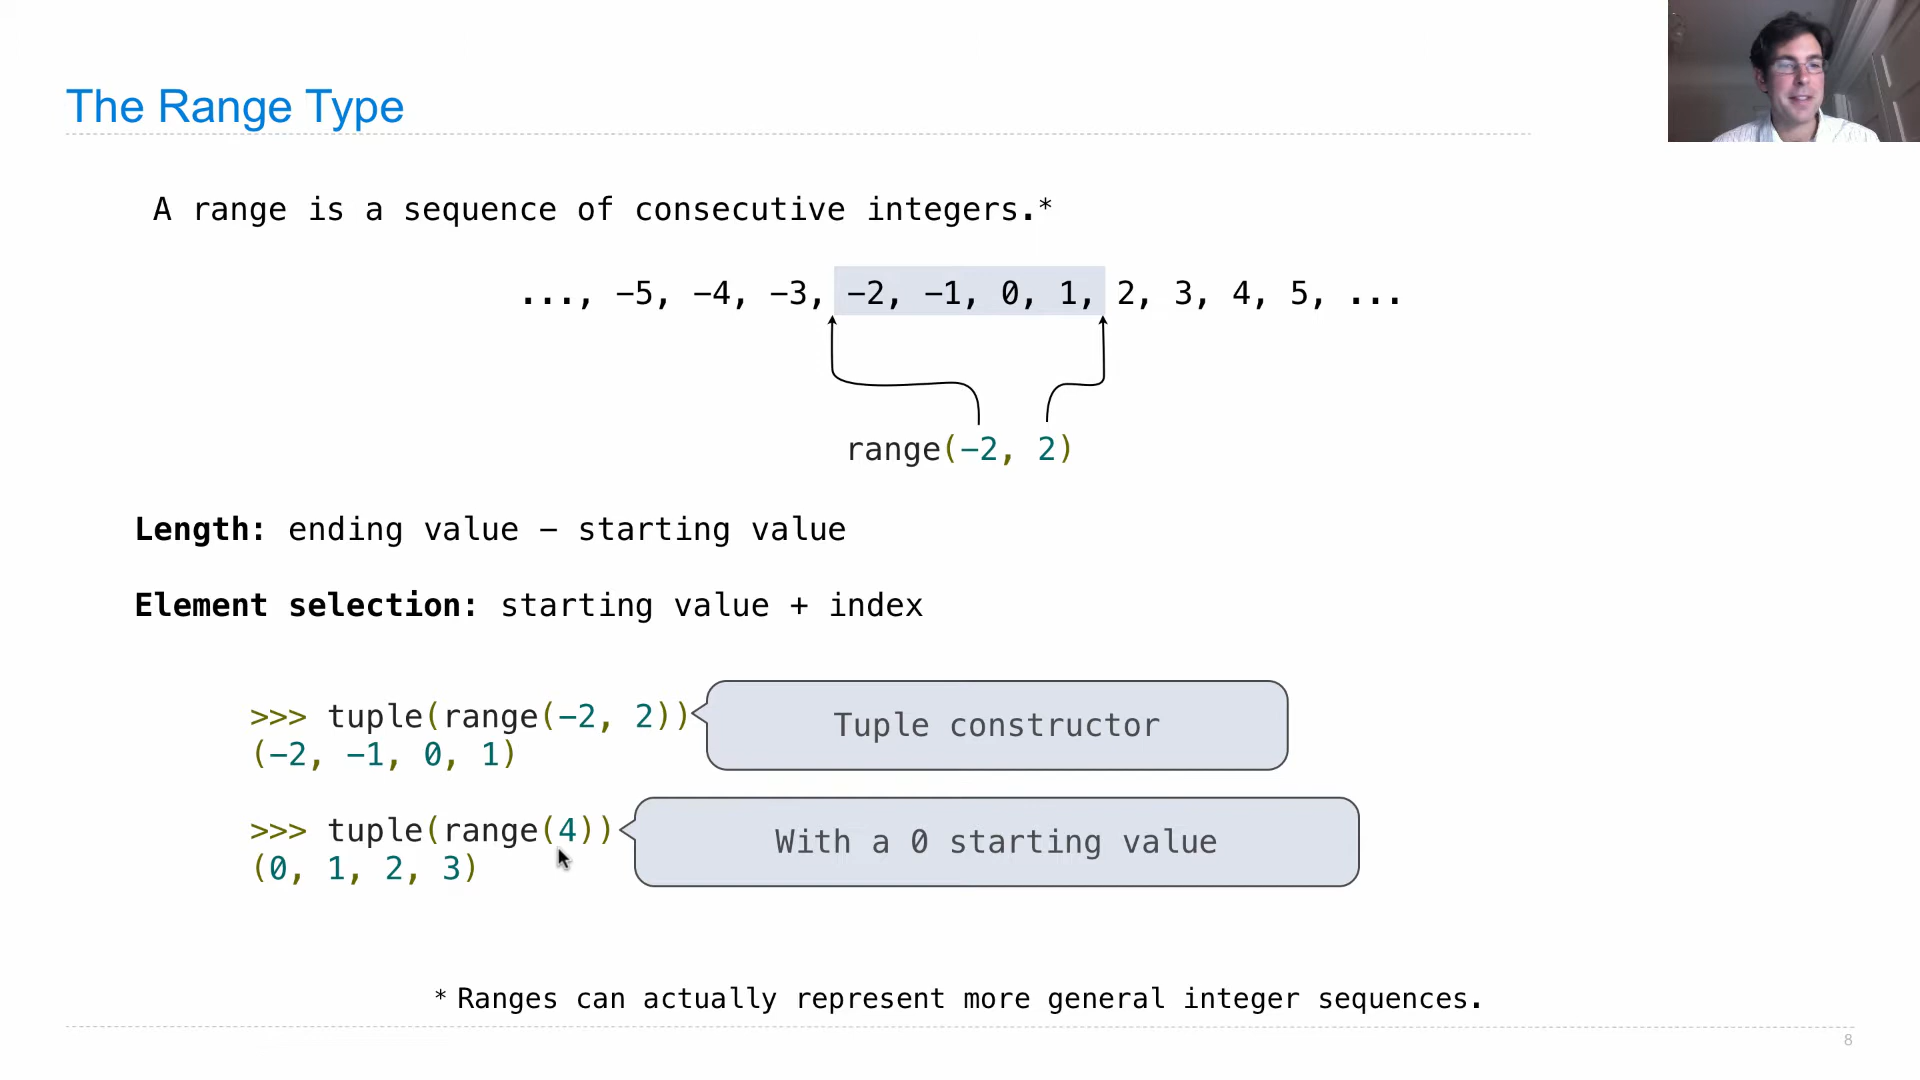 The Range Type
A range is a sequence of consecutive integers.*
..., −5, −4, −3, −2, −1, 0, 1, 2, 3, 4, 5, ...
range(−2, 2)
Length: ending value − starting value
Element selection: starting value + index
>>> tuple(range(−2, 2))
Tuple constructor
(−2, −1, 0, 1)
>>> tuple(range(4))
With a 0 starting value
(0, 1, 2, 3)
* Ranges can actually represent more general integer sequences.
8